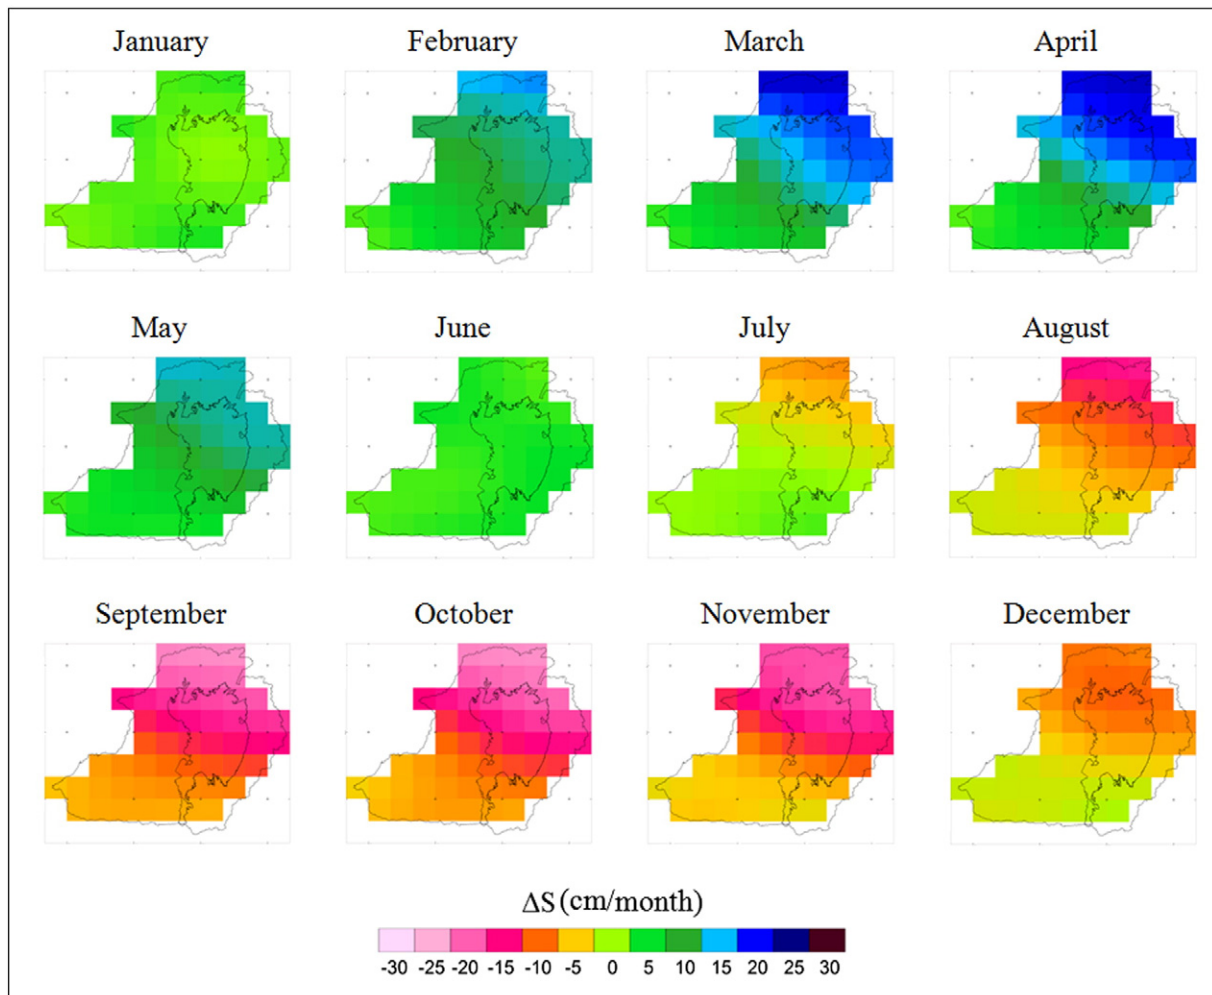 January February March April
May June July August
September October November December
ΔS (cm/month)
-30 -25 -20 -15 -10 -5 0 5 10 15 20 25 30